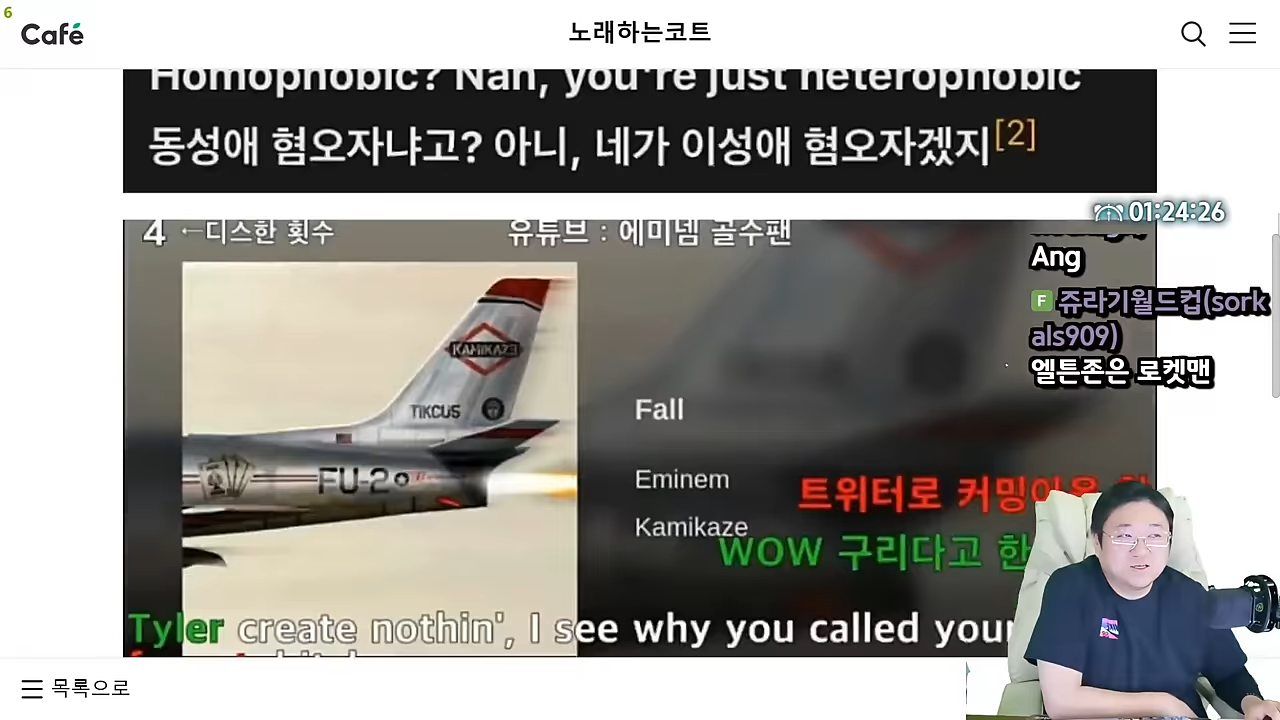 6
Café
노래하는코트
Homophobic? Nah, you're just heterophobic
동성애 혐오자냐고? 아니, 네가 이성애 혐오자겠지[2]
01:24:26
4 ←디스한 횟수
유튜브 : 에미넴 골수팬
Ang
F 쥬라기월드컵(sork
als909)
엘튼존은 로켓맨
KAMIKAZE
TIKCUS
FU-2
Fall
Eminem
Kamikaze
트위터로
WOW 구리다고 한
Tyler create nothin', I see why you called your
목록으로